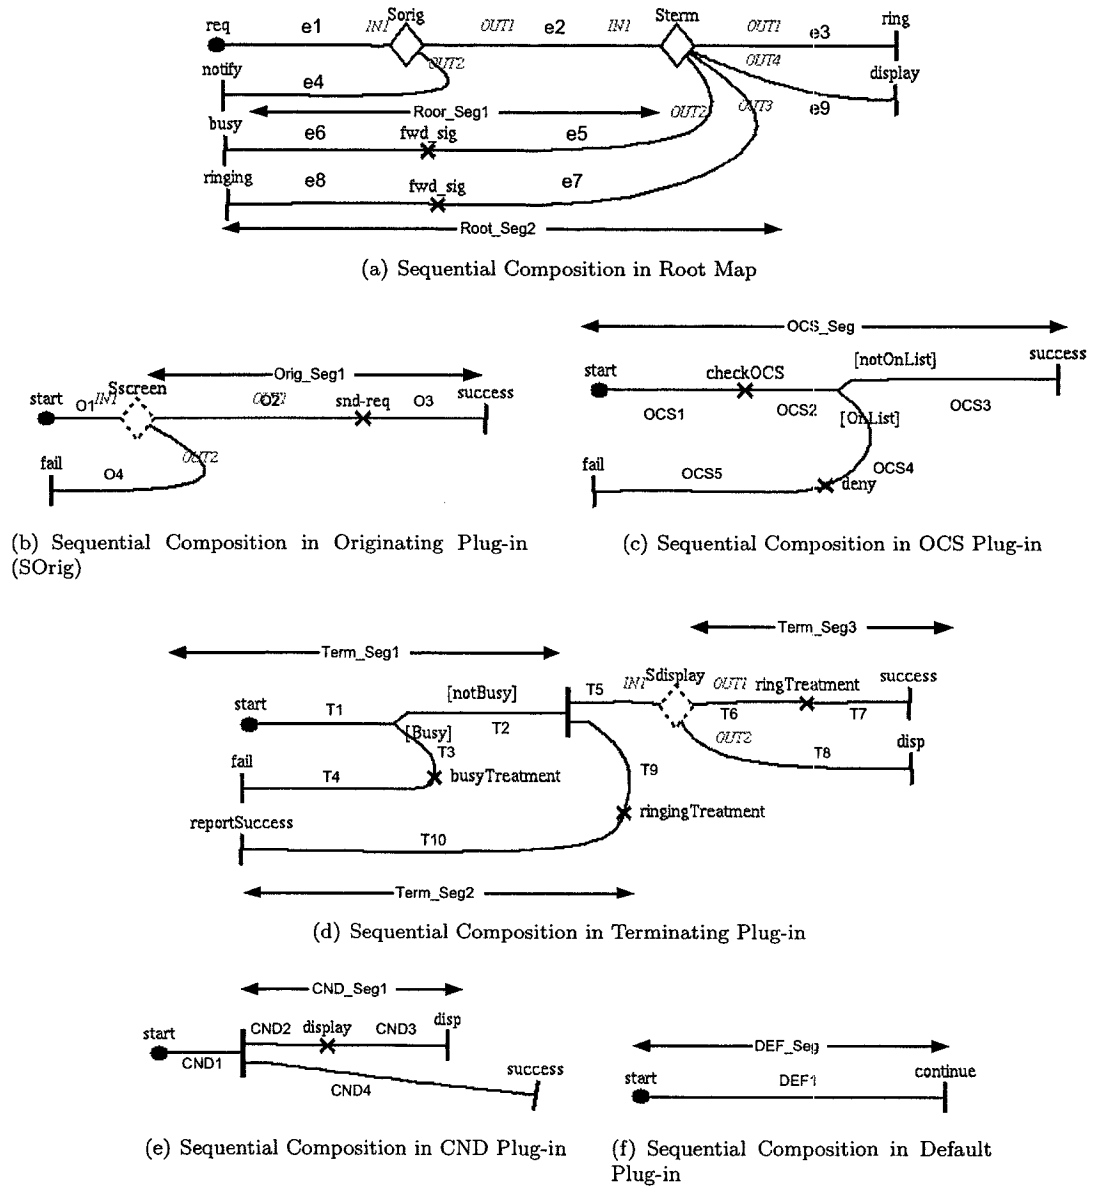 req
e1
IN1
Sorig
OUT1
e2
IN1
Sterm
OUT1
e3
ring
notify
e4
OUT2
OUT4
display
e9
Roor_Seg1
OUT2
OUT3
busy
e6
fwd_sig
e5
ringing
e8
fwd_sig
e7
Root_Seg2
(a) Sequential Composition in Root Map
Orig_Seg1
start
O1
IN1
Sscreen
OUT1
O2
snd-req
O3
success
OUT2
fail
O4
(b) Sequential Composition in Originating Plug-in
(SOrig)
OCS_Seg
start
checkOCS
[notOnList]
success
OCS1
OCS2
[OnList]
OCS3
fail
OCS5
OCS4
deny
(c) Sequential Composition in OCS Plug-in
Term_Seg1
Term_Seg3
start
T1
[notBusy]
T2
T5
IN1
Sdisplay
OUT1
ringTreatment
success
T6
T7
[Busy]
T3
OUT2
disp
fail
T4
busyTreatment
T9
T8
reportSuccess
T10
ringingTreatment
Term_Seg2
(d) Sequential Composition in Terminating Plug-in
CND_Seg1
start
CND2
display
CND3
disp
CND1
CND4
success
(e) Sequential Composition in CND Plug-in
DEF_Seg
start
DEF1
continue
(f) Sequential Composition in Default
Plug-in